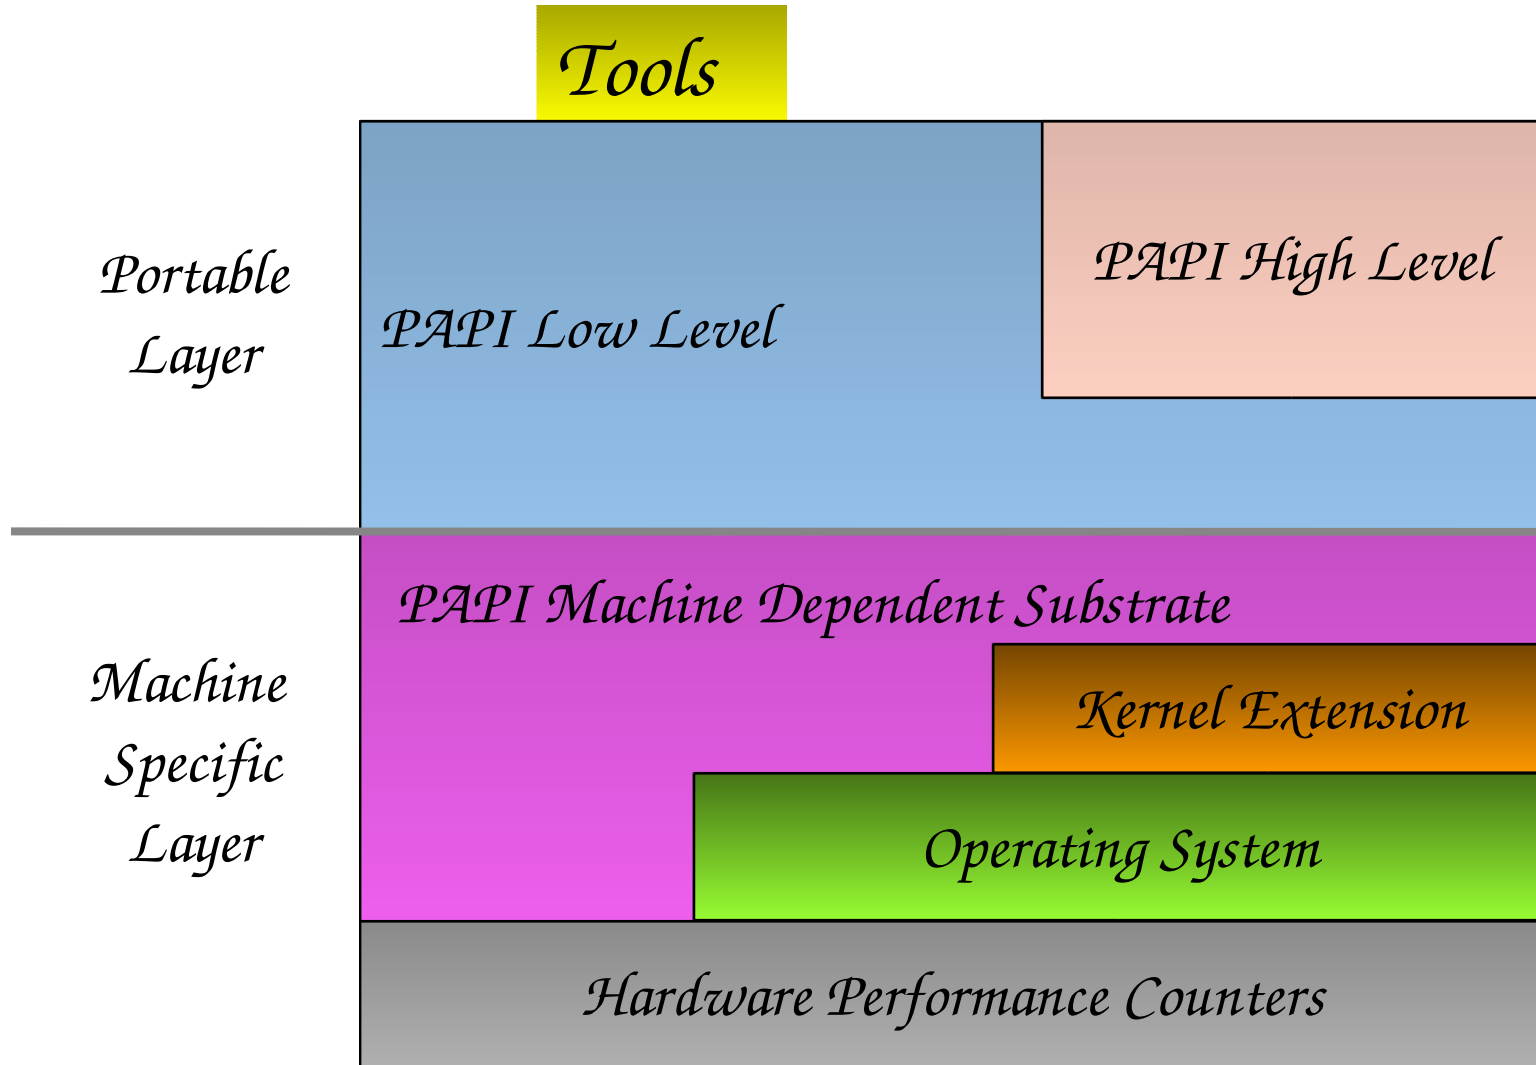 Tools
PAPI High Level
Portable
Layer
PAPI Low Level
PAPI Machine Dependent Substrate
Machine
Specific
Layer
Kernel Extension
Operating System
Hardware Performance Counters